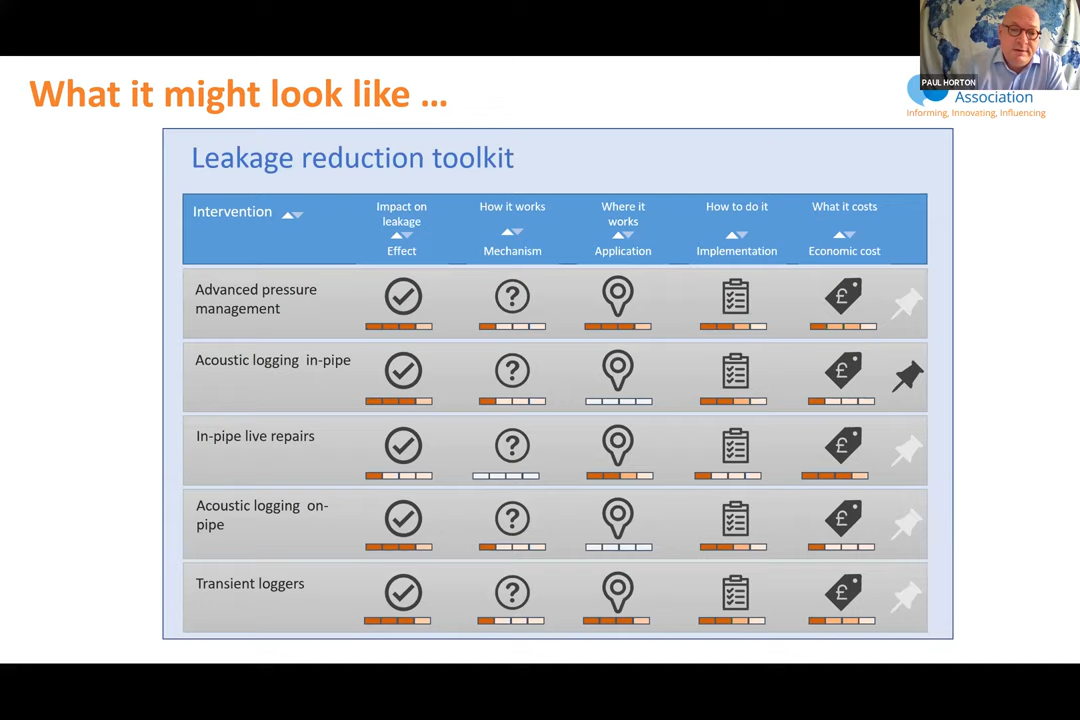 PAUL HORTON
What it might look like ...
Association
Informing, Innovating, Influencing
Leakage reduction toolkit
Intervention
Impact on
leakage
Effect
How it works
Mechanism
Where it
works
Application
How to do it
Implementation
What it costs
Economic cost
Advanced pressure
management
?
£
Acoustic logging in-pipe
?
£
In-pipe live repairs
?
£
Acoustic logging on-
pipe
?
£
Transient loggers
?
£